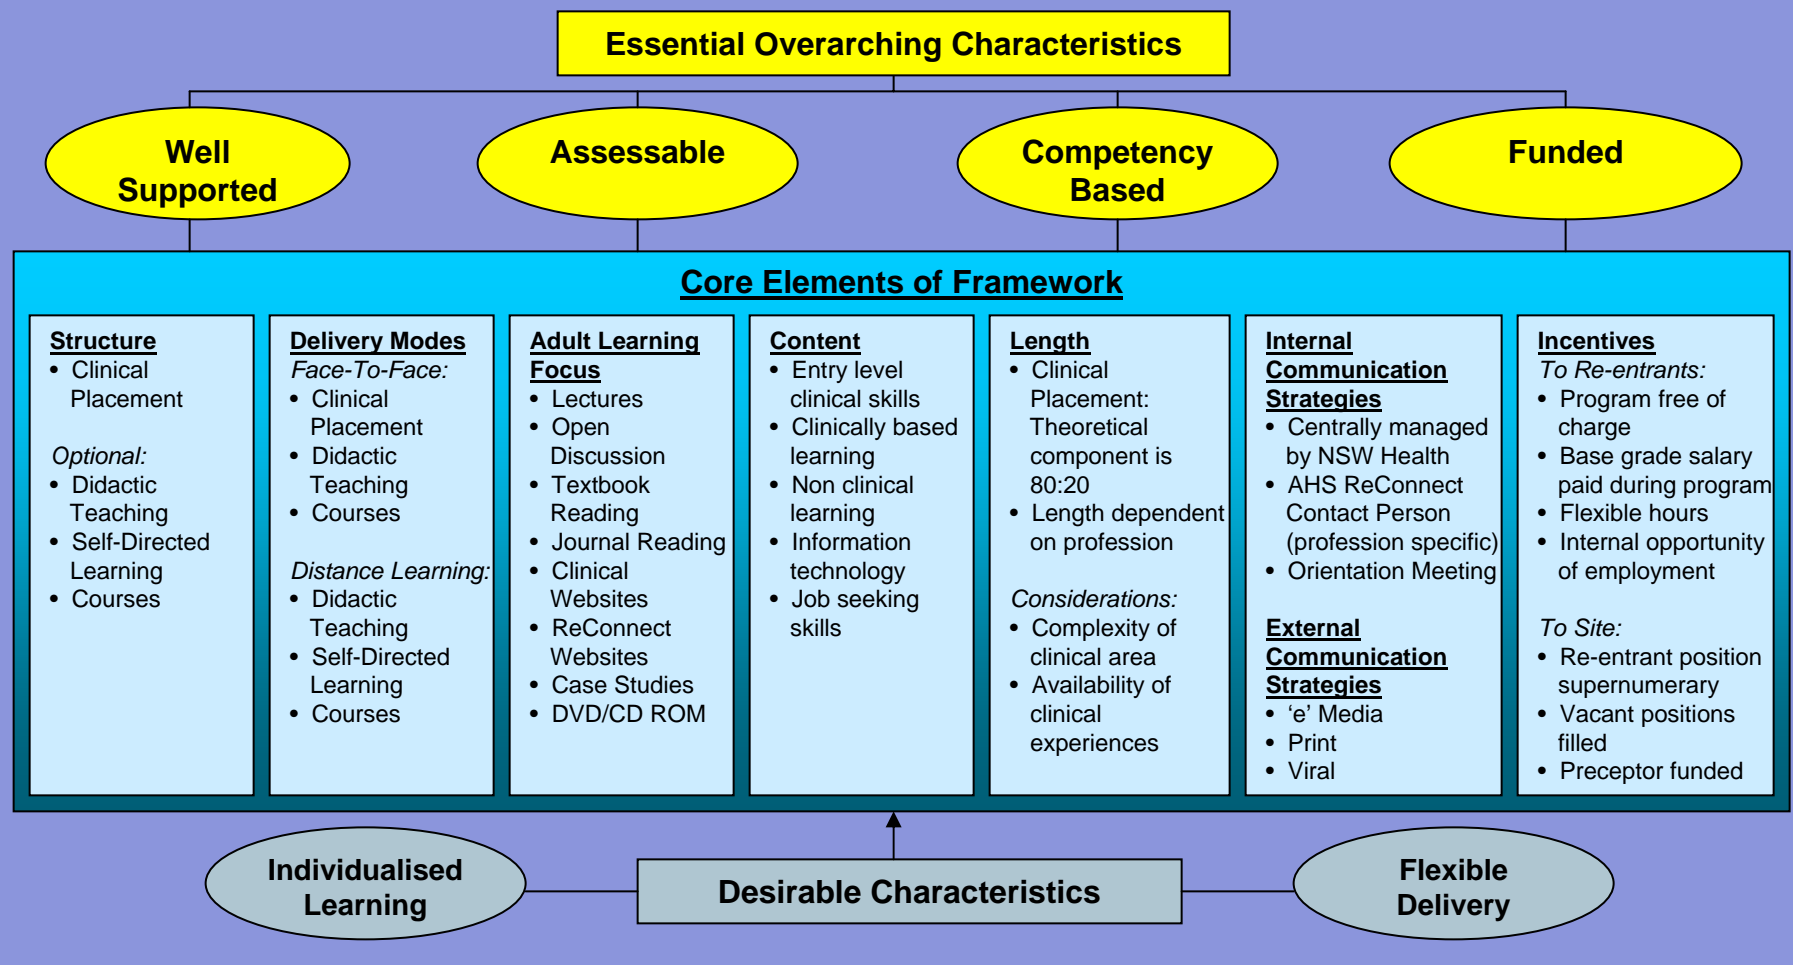 Essential Overarching Characteristics
Well
Supported
Assessable
Competency
Based
Funded
Core Elements of Framework
Structure
• Clinical
Placement
Optional:
• Didactic
Teaching
• Self-Directed
Learning
• Courses
Delivery Modes
Face-To-Face:
• Clinical
Placement
• Didactic
Teaching
• Courses
Distance Learning:
• Didactic
Teaching
• Self-Directed
Learning
• Courses
Adult Learning
Focus
• Lectures
• Open
Discussion
• Textbook
Reading
• Journal Reading
• Clinical
Websites
• ReConnect
Websites
• Case Studies
• DVD/CD ROM
Content
• Entry level
clinical skills
• Clinically based
learning
• Non clinical
learning
• Information
technology
• Job seeking
skills
Length
• Clinical
Placement:
Theoretical
component is
80:20
• Length dependent
on profession
Considerations:
• Complexity of
clinical area
• Availability of
clinical
experiences
Internal
Communication
Strategies
• Centrally managed
by NSW Health
• AHS ReConnect
Contact Person
(profession specific)
• Orientation Meeting
External
Communication
Strategies
• ‘e’ Media
• Print
• Viral
Incentives
To Re-entrants:
• Program free of
charge
• Base grade salary
paid during program
• Flexible hours
• Internal opportunity
of employment
To Site:
• Re-entrant position
supernumerary
• Vacant positions
filled
• Preceptor funded
Individualised
Learning
Desirable Characteristics
Flexible
Delivery